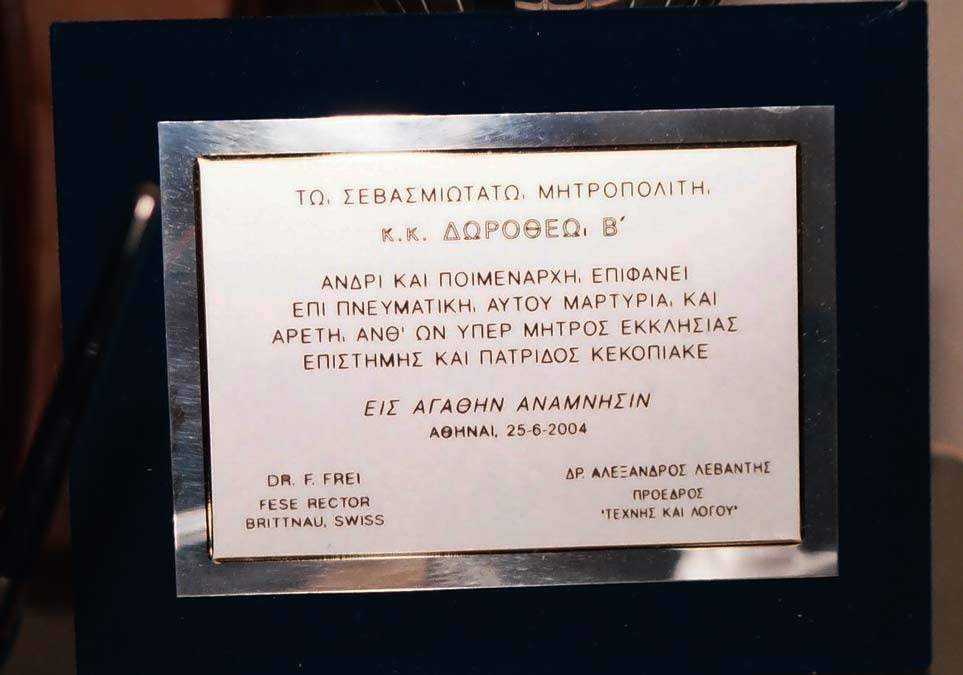 ΤΩͺ ΣΕΒΑΣΜΙΩΤΑΤΩͺ ΜΗΤΡΟΠΟΛΙΤΗͺ
Κ.Κ. ΔΩΡΟΘΕΩͺ Β΄
ΑΝΔΡΙ ΚΑΙ ΠΟΙΜΕΝΑΡΧΗͺ ΕΠΙΦΑΝΕΙ
ΕΠΙ ΠΝΕΥΜΑΤΙΚΗͺ ΑΥΤΟΥ ΜΑΡΤΥΡΙΑͺ ΚΑΙ
ΑΡΕΤΗͺ ΑΝΘ' ΩΝ ΥΠΕΡ ΜΗΤΡΟΣ ΕΚΚΛΗΣΙΑΣ
ΕΠΙΣΤΗΜΗΣ ΚΑΙ ΠΑΤΡΙΔΟΣ ΚΕΚΟΠΙΑΚΕ
ΕΙΣ ΑΓΑΘΗΝ ΑΝΑΜΝΗΣΙΝ
ΑΘΗΝΑΙ, 25-6-2004
DR. F. FREI
FESE RECTOR
BRITTNAU, SWISS
ΔΡ. ΑΛΕΞΑΝΔΡΟΣ ΛΕΒΑΝΤΗΣ
ΠΡΟΕΔΡΟΣ
'ΤΕΧΝΗΣ ΚΑΙ ΛΟΓΟΥ'